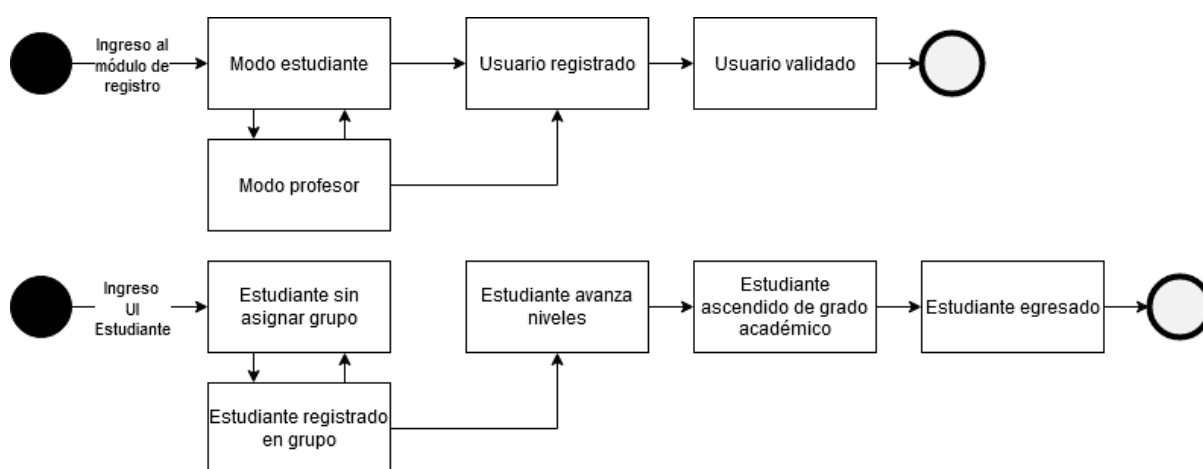 Ingreso al
módulo de
registro
Modo estudiante
Usuario registrado
Usuario validado
Modo profesor
Ingreso
UI
Estudiante
Estudiante sin
asignar grupo
Estudiante avanza
niveles
Estudiante
ascendido de grado
académico
Estudiante egresado
Estudiante registrado
en grupo